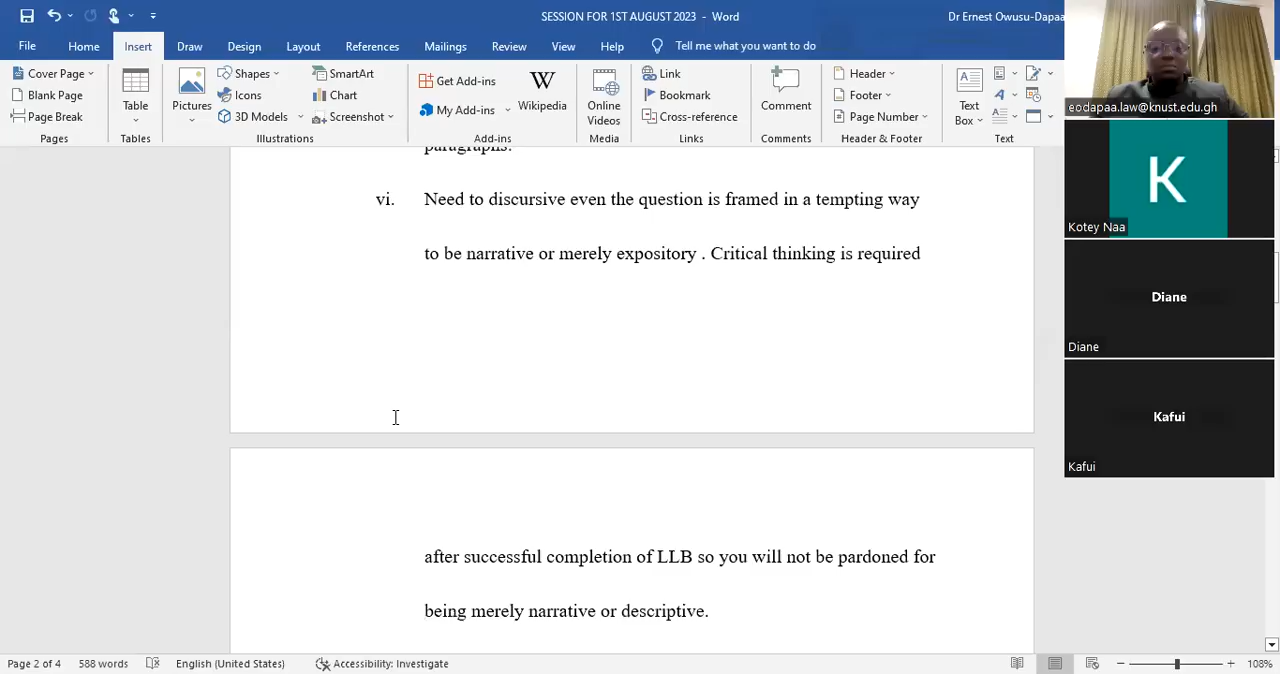 SESSION FOR 1ST AUGUST 2023 - Word
Dr Ernest Owusu-Dapaa
File Home Insert Draw Design Layout References Mailings Review View Help Tell me what you want to do
Cover Page
Blank Page
Page Break
Pages
Table
Tables
Pictures
Shapes
Icons
3D Models
SmartArt
Chart
Screenshot
Illustrations
Get Add-ins
My Add-ins
Wikipedia
Add-ins
Online
Videos
Media
Link
Bookmark
Cross-reference
Links
Comment
Comments
Header
Footer
Page Number
Header & Footer
Text
Box
Text
eodapaa.law@knust.edu.gh
K
Kotey Naa
Diane
Diane
Kafui
Kafui
paragraphs.
vi. Need to discursive even the question is framed in a tempting way
to be narrative or merely expository . Critical thinking is required
after successful completion of LLB so you will not be pardoned for
being merely narrative or descriptive.
Page 2 of 4 588 words English (United States) Accessibility: Investigate 108%